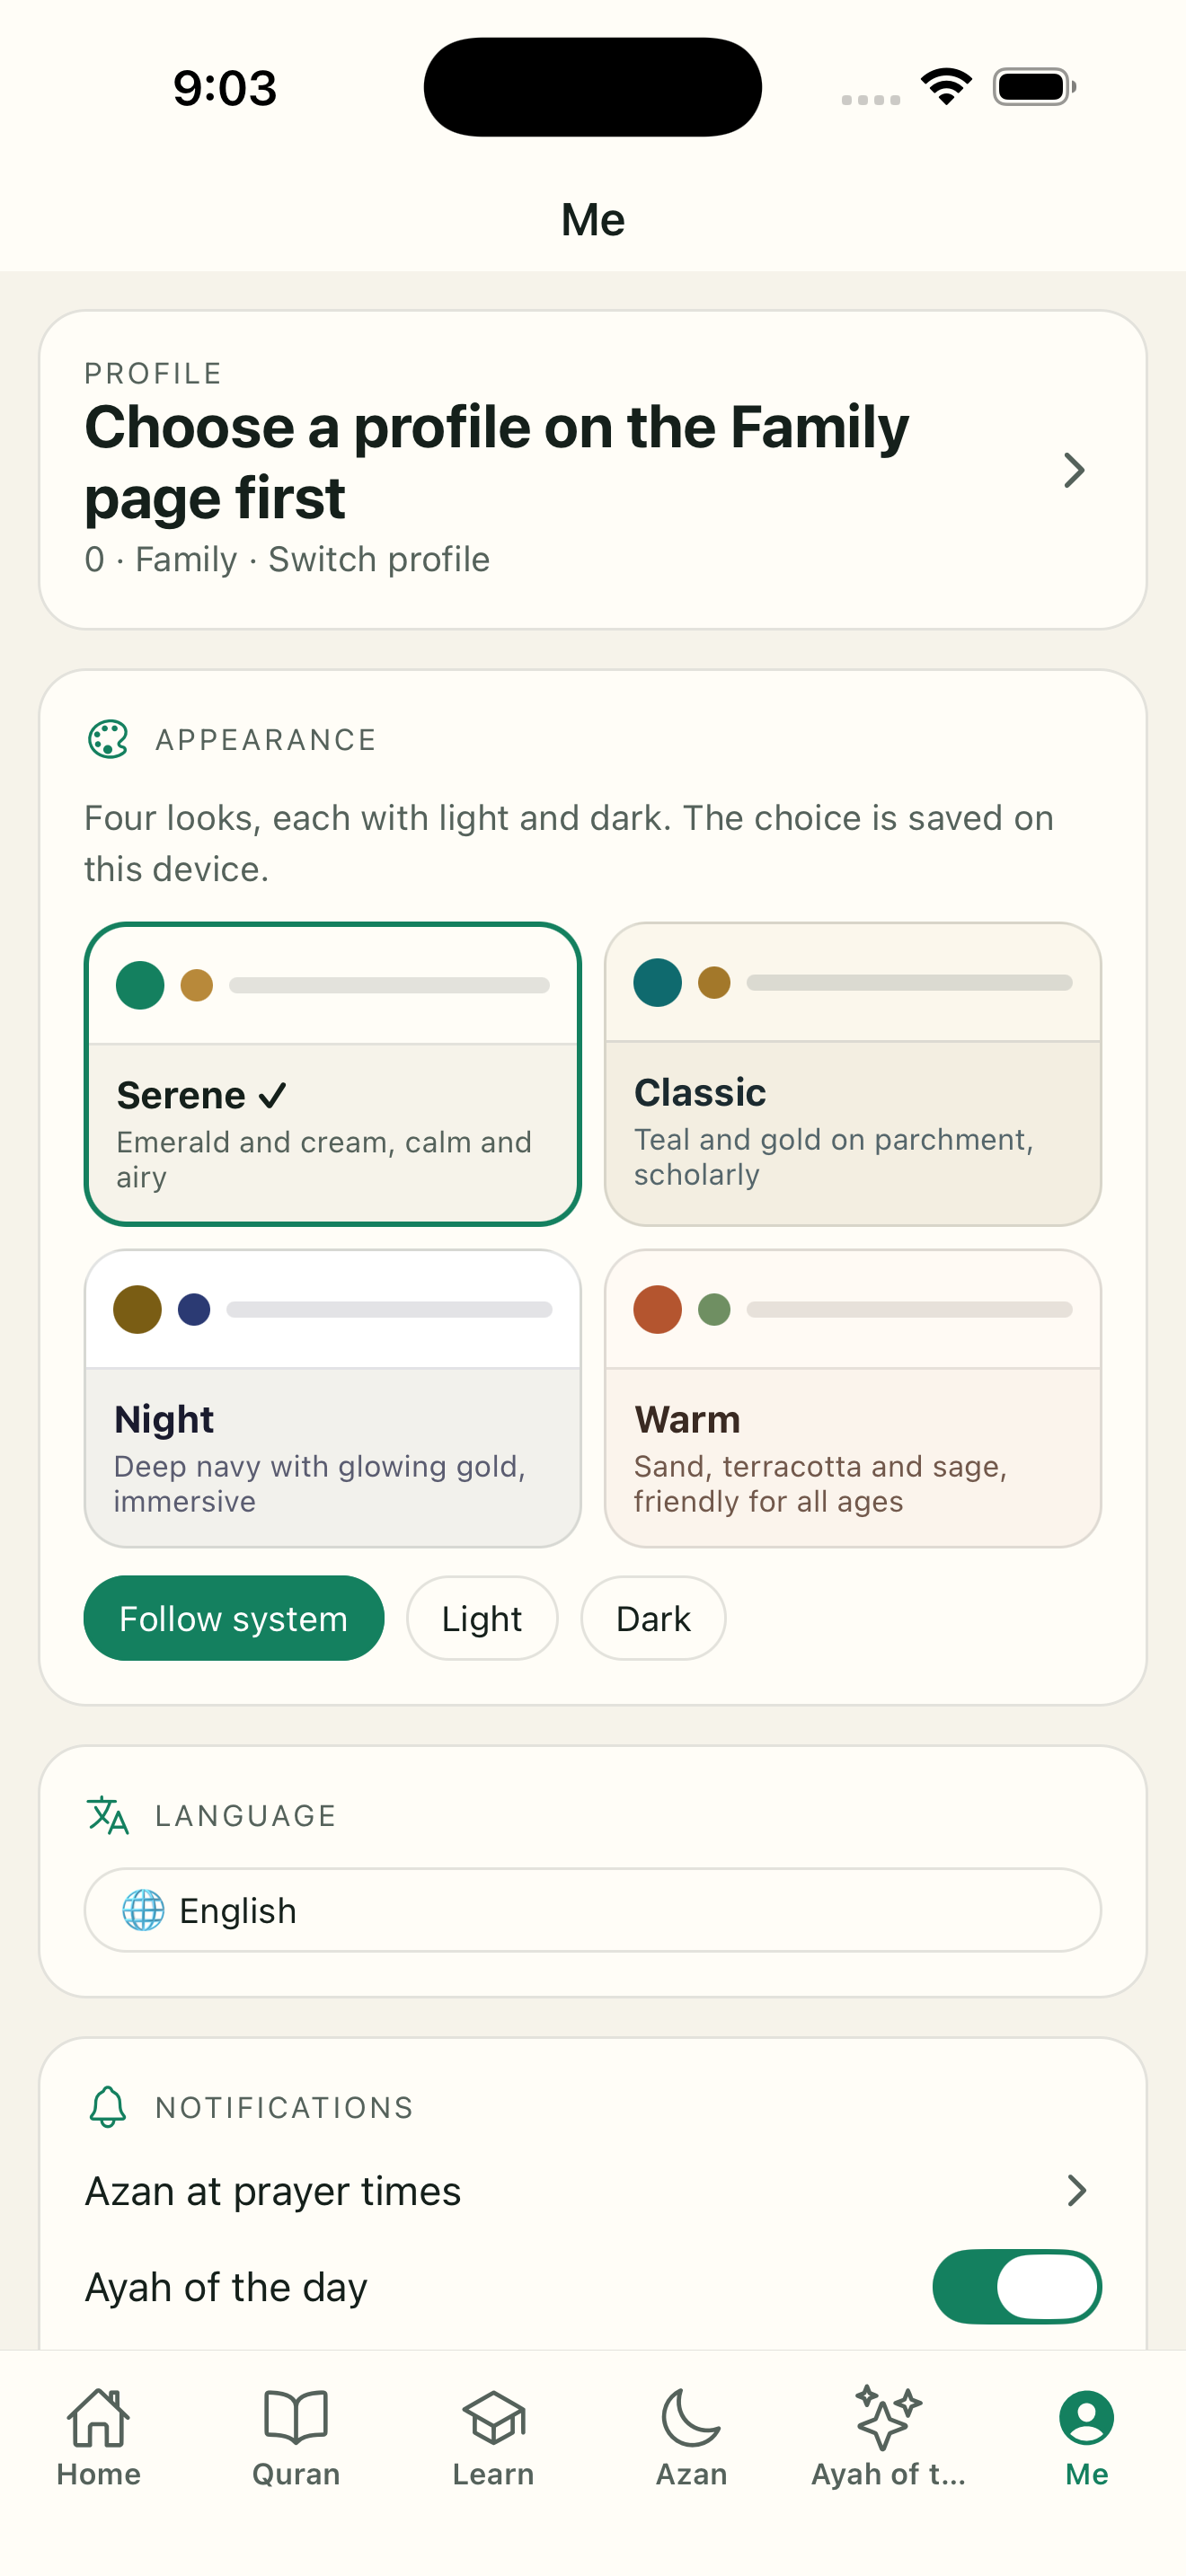 9:03
Me
PROFILE
Choose a profile on the Family
page first
0 · Family · Switch profile
APPEARANCE
Four looks, each with light and dark. The choice is saved on
this device.
Serene ✓
Emerald and cream, calm and
airy
Classic
Teal and gold on parchment,
scholarly
Night
Deep navy with glowing gold,
immersive
Warm
Sand, terracotta and sage,
friendly for all ages
Follow system
Light
Dark
LANGUAGE
🌐 English
NOTIFICATIONS
Azan at prayer times
Ayah of the day
Home
Quran
Learn
Azan
Ayah of t...
Me